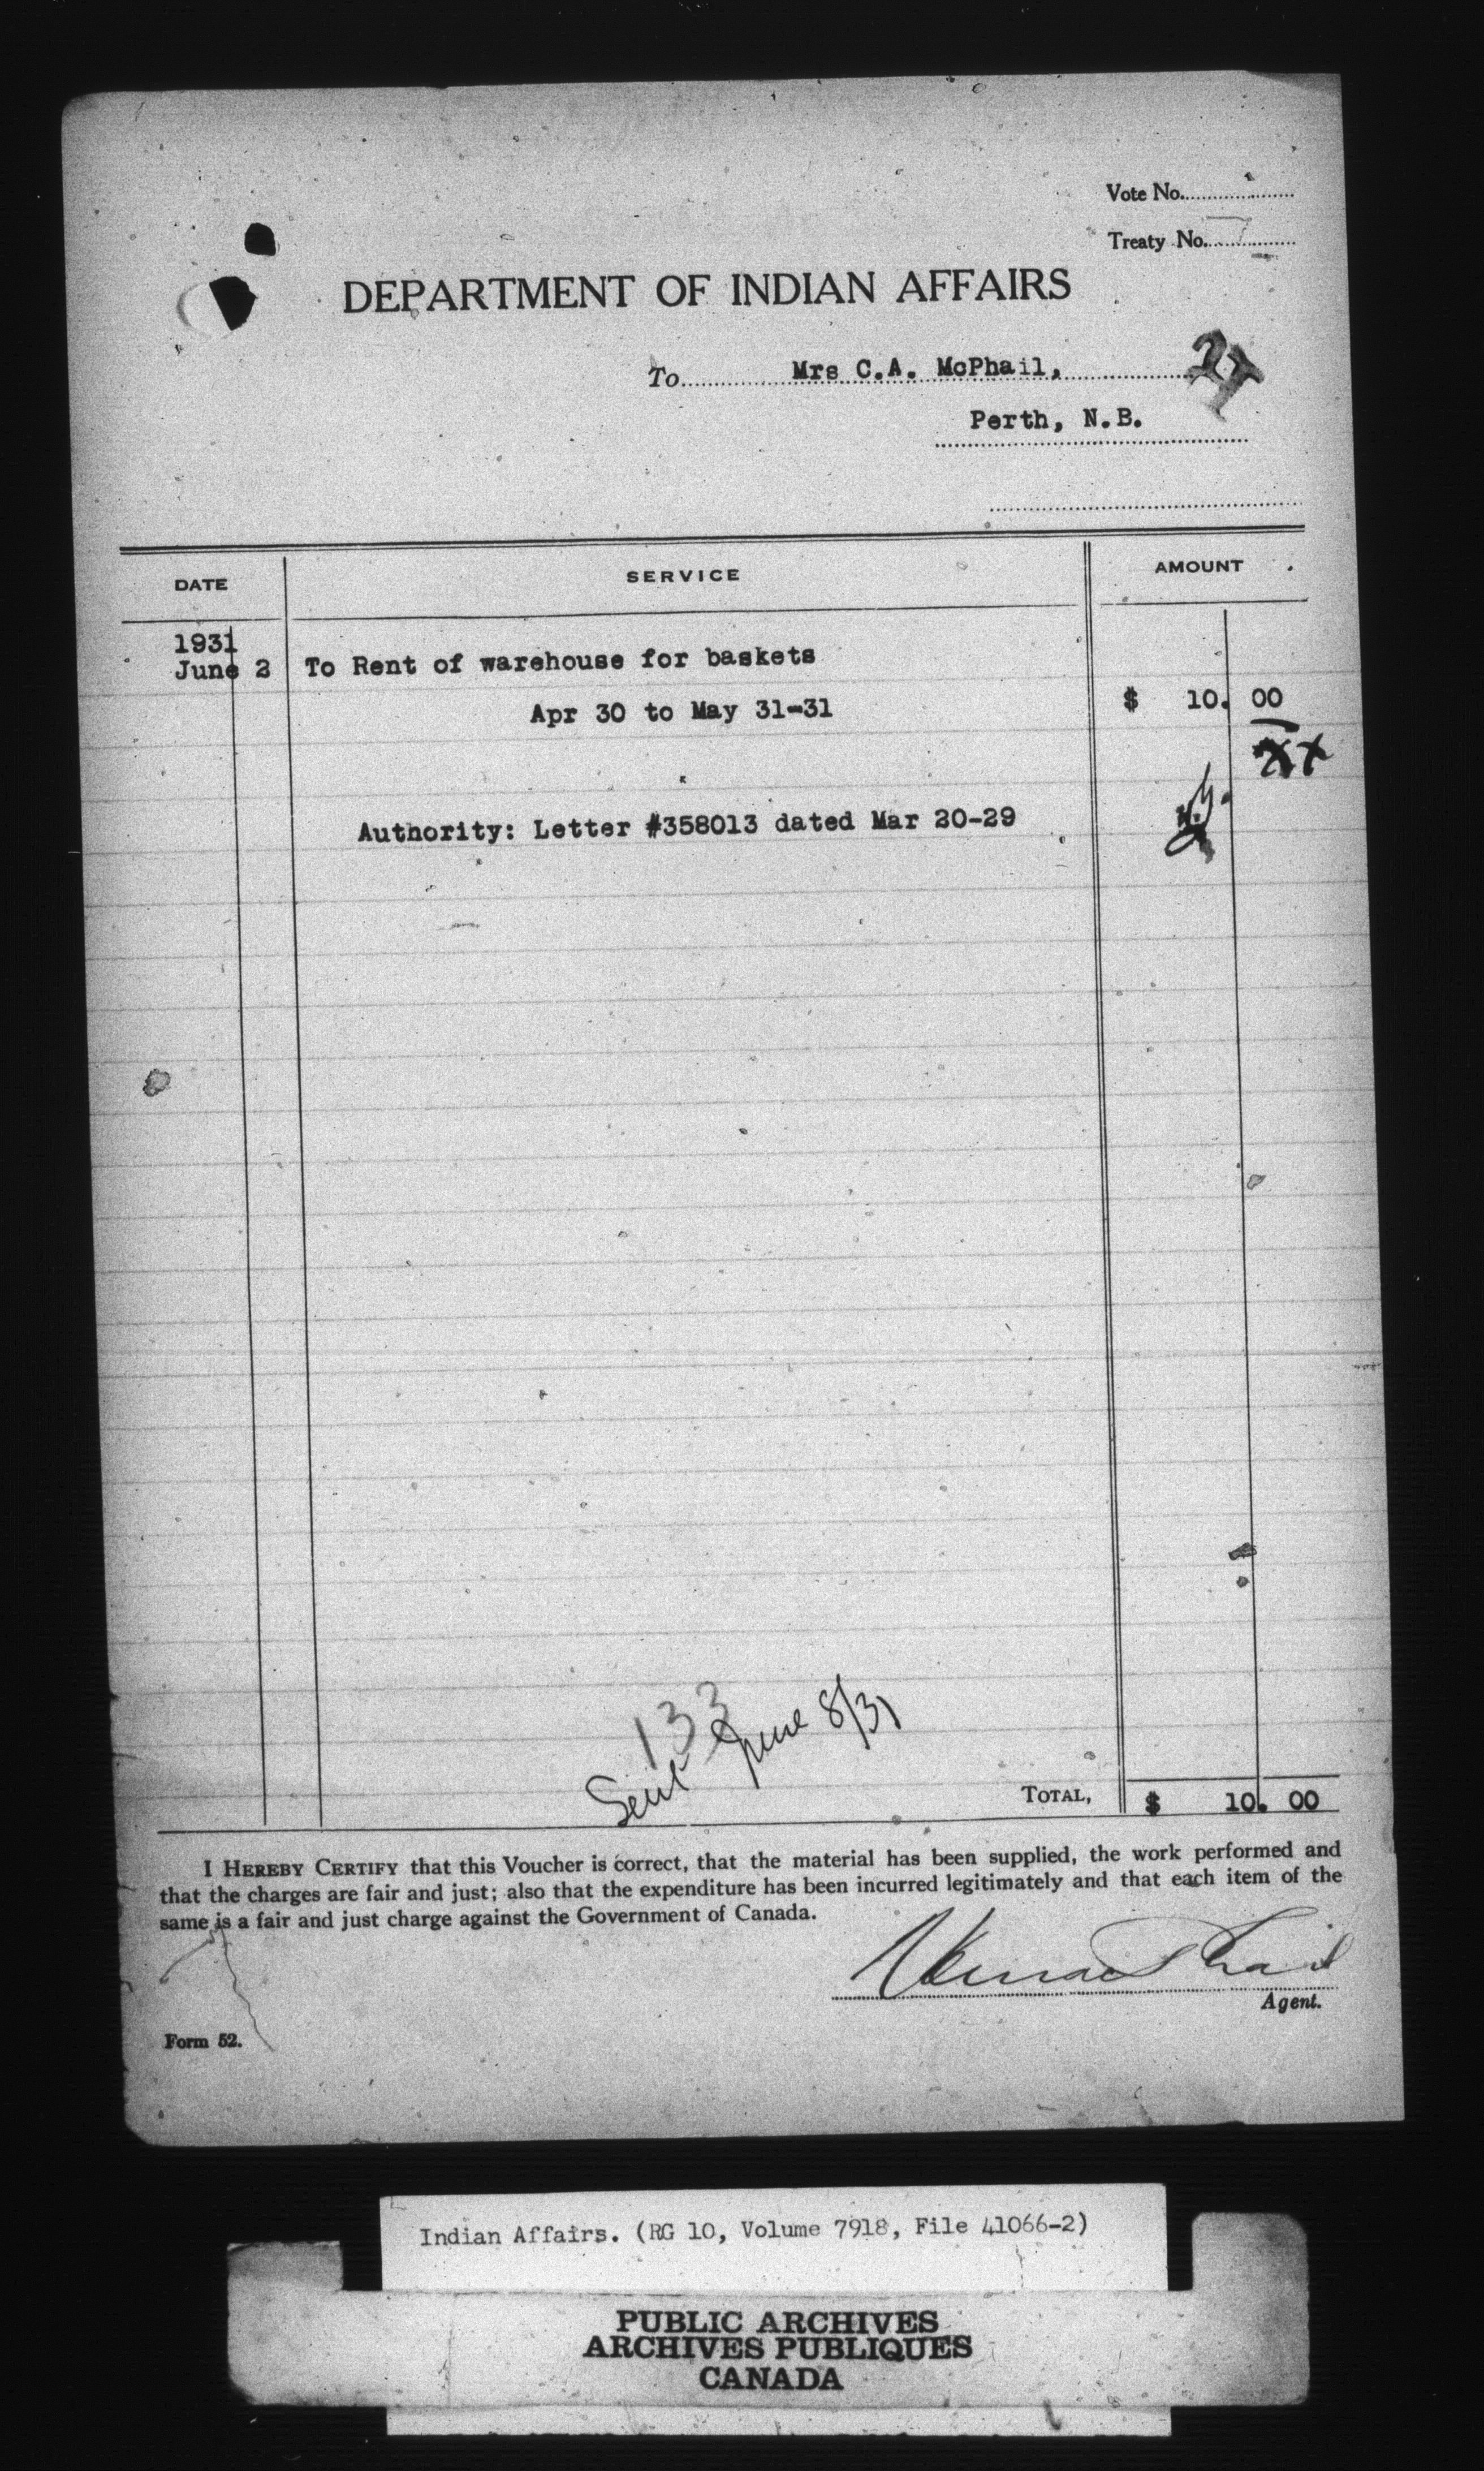 Vote No.
Treaty No.
DEPARTMENT OF INDIAN AFFAIRS
To Mrs C.A. McPhail,
Perth, N.B.
DATE SERVICE AMOUNT
1931
June 2 To Rent of warehouse for baskets
Apr 30 to May 31-31 $ 10. 00
Authority: Letter #358013 dated Mar 20-29
133
Sent June 8/31
TOTAL, $ 10. 00
I HEREBY CERTIFY that this Voucher is correct, that the material has been supplied, the work performed and
that the charges are fair and just; also that the expenditure has been incurred legitimately and that each item of the
same is a fair and just charge against the Government of Canada.
Agent.
Form 52.
Indian Affairs. (RG 10, Volume 7918, File 41066-2)
PUBLIC ARCHIVES
ARCHIVES PUBLIQUES
CANADA